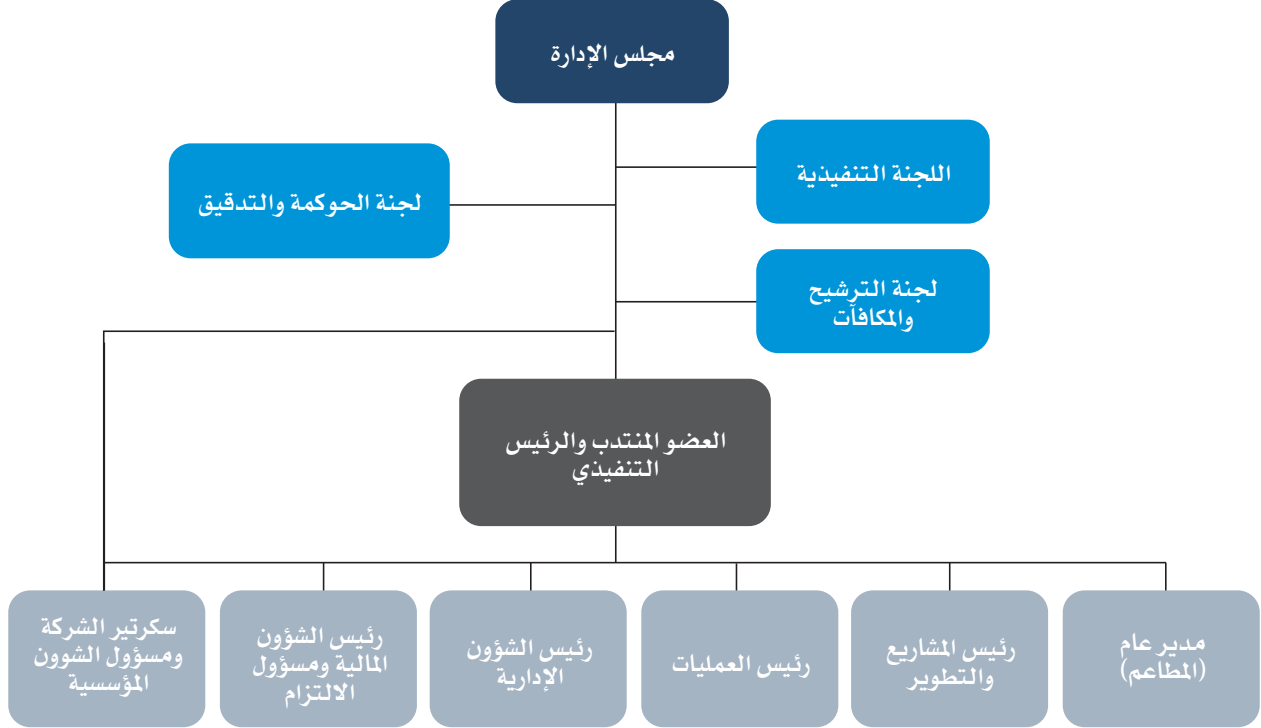 مجلس الإدارة
اللجنة التنفيذية
لجنة الحوكمة والتدقيق
لجنة الترشيح
والمكافآت
العضو المنتدب والرئيس
التنفيذي
مدير عام
(المطاعم)
رئيس المشاريع
والتطوير
رئيس العمليات
رئيس الشؤون
الإدارية
رئيس الشؤون
المالية ومسؤول
الالتزام
سكرتير الشركة
ومسؤول الشوون
المؤسسية